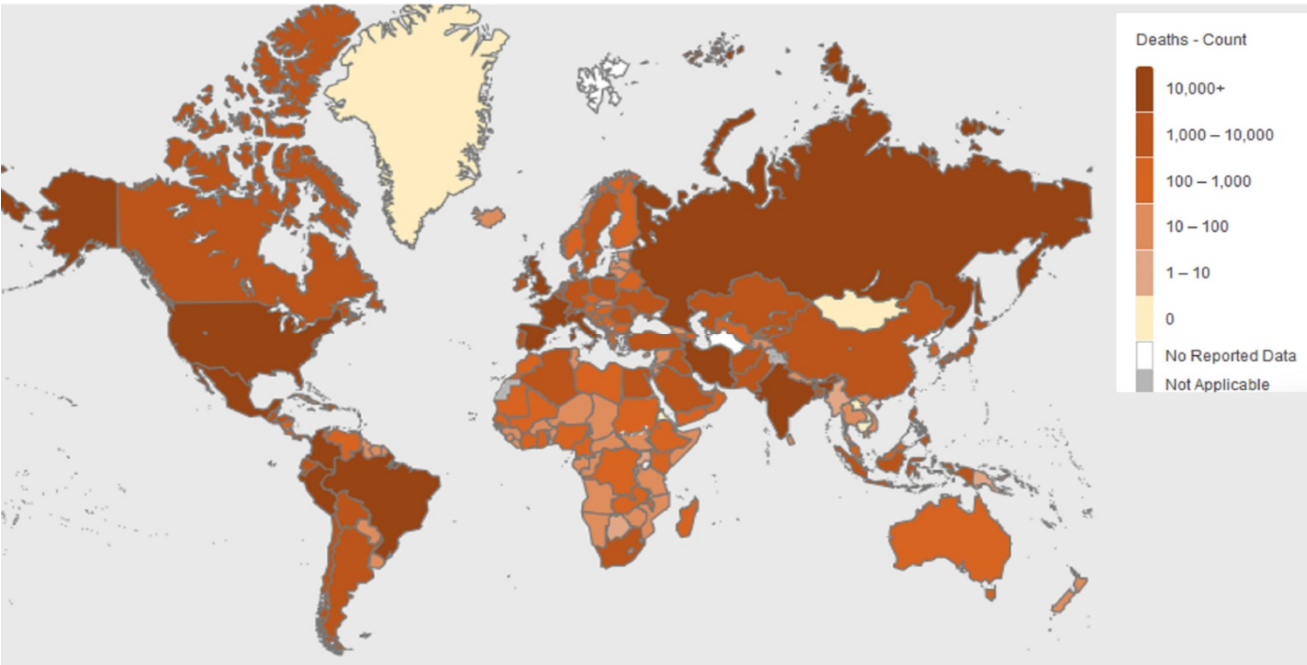 Deaths - Count
10,000+
1,000 – 10,000
100 – 1,000
10 – 100
1 – 10
0
No Reported Data
Not Applicable